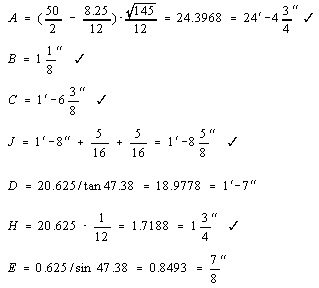 A = (50/2 - 8.25/12)·√145/12 = 24.3968 = 24'-4 3/4" ✓
B = 1 1/8" ✓
C = 1'-6 3/8" ✓
J = 1'-8" + 5/16 + 5/16 = 1'-8 5/8" ✓
D = 20.625/tan 47.38 = 18.9778 = 1'-7"
H = 20.625 · 1/12 = 1.7188 = 1 3/4" ✓
E = 0.625/sin 47.38 = 0.8493 = 7/8"